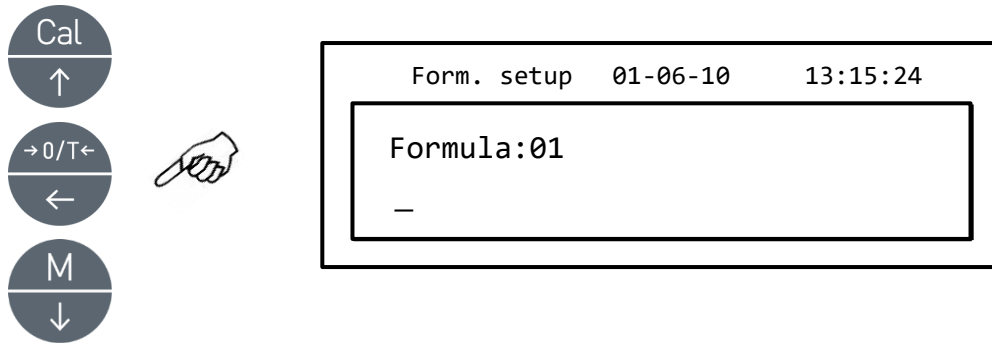 Cal
↑
→0/T←
←
M
↓
Form. setup 01-06-10 13:15:24
Formula:01
_